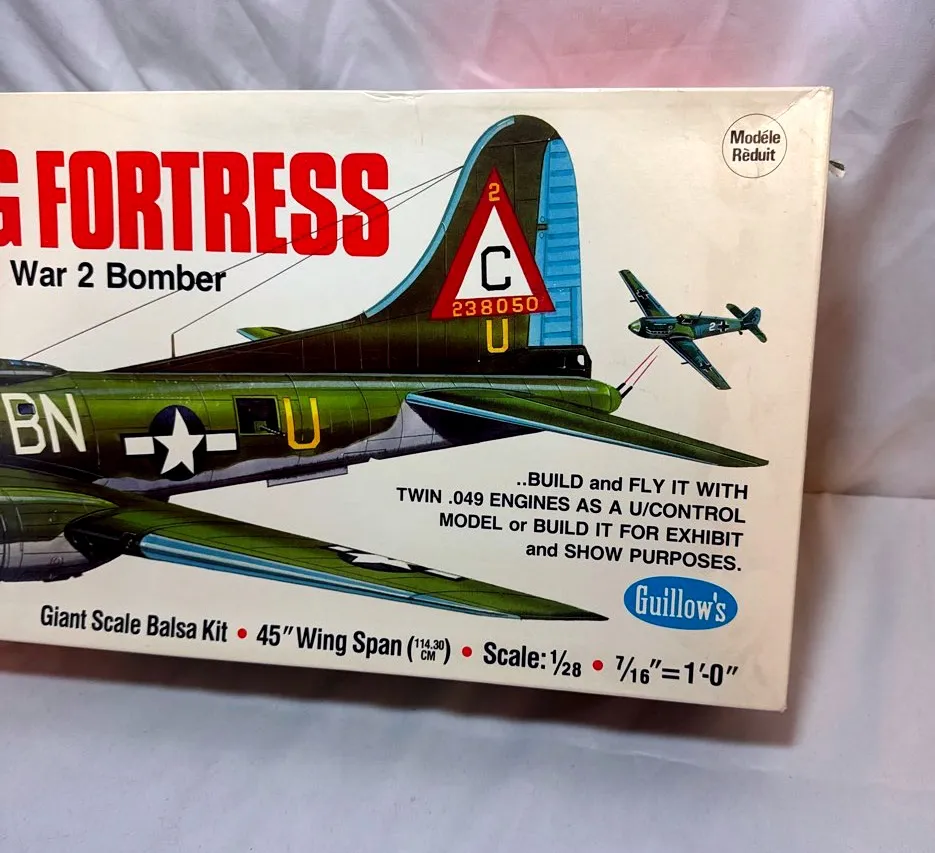 G FORTRESS
War 2 Bomber
Modéle
Rèduit
2
C
238050
U
2
BN
U
..BUILD and FLY IT WITH
TWIN .049 ENGINES AS A U/CONTROL
MODEL or BUILD IT FOR EXHIBIT
and SHOW PURPOSES.
Guillow's
Giant Scale Balsa Kit • 45" Wing Span (114.30 CM) • Scale: 1/28 • 7/16"=1'-0"